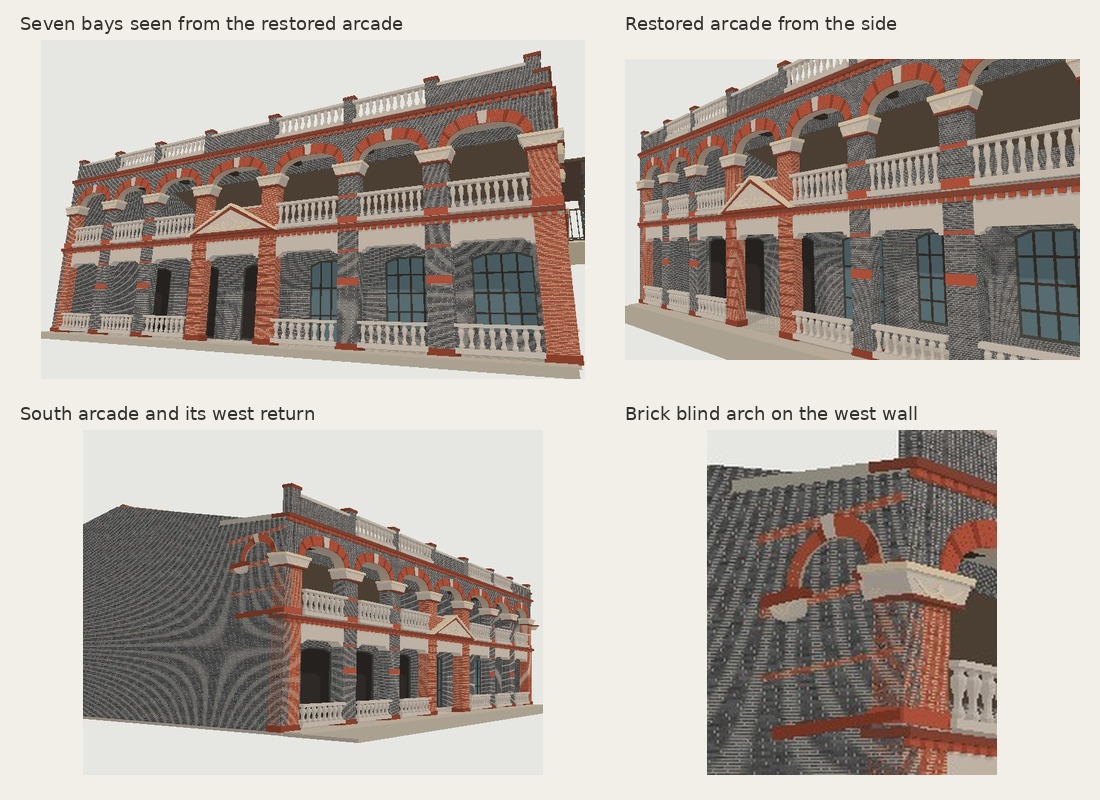 Seven bays seen from the restored arcade
Restored arcade from the side
South arcade and its west return
Brick blind arch on the west wall